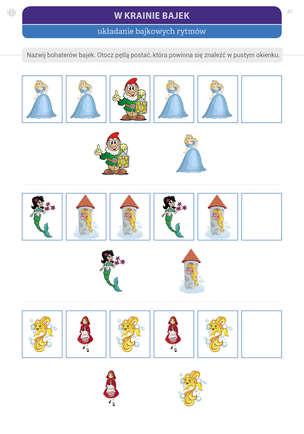 W KRAINIE BAJEK
układanie bajkowych rytmów
Nazwij bohaterów bajek. Otocz pętlą postać, która powinna się znaleźć w pustym okienku.